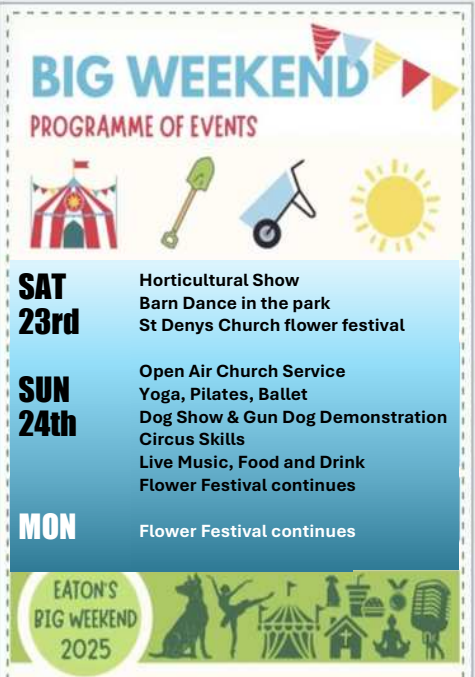 BIG WEEKEND
PROGRAMME OF EVENTS
SAT
23rd
Horticultural Show
Barn Dance in the park
St Denys Church flower festival
SUN
24th
Open Air Church Service
Yoga, Pilates, Ballet
Dog Show & Gun Dog Demonstration
Circus Skills
Live Music, Food and Drink
Flower Festival continues
MON
Flower Festival continues
EATON'S
BIG WEEKEND
2025